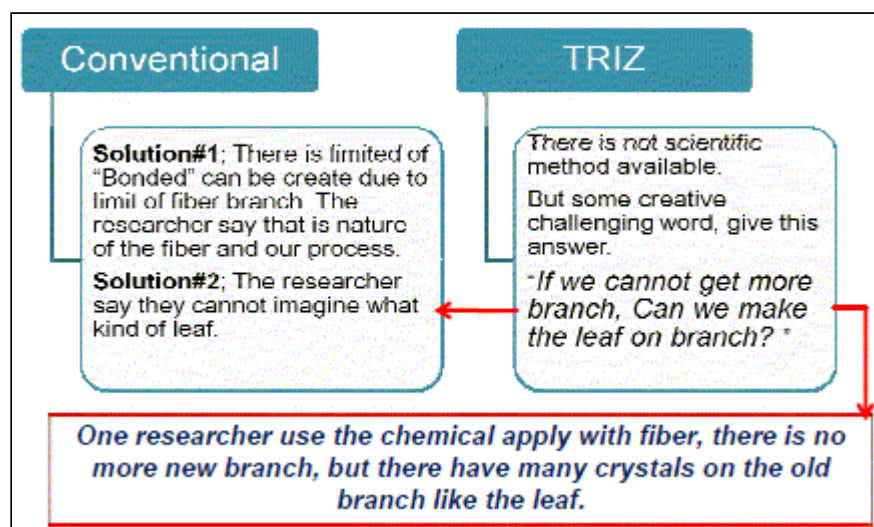 Conventional
Solution#1; There is limited of
"Bonded" can be create due to
limil of fiber branch. The
researcher say that is nature
of the fiber and our process.
Solution#2; The researcher
say they cannot imagine what
kind of leaf.
TRIZ
There is not scientific
method available.
But some creative
challenging word, give this
answer.
"If we cannot get more
branch, Can we make
the leaf on branch? "
One researcher use the chemical apply with fiber, there is no
more new branch, but there have many crystals on the old
branch like the leaf.